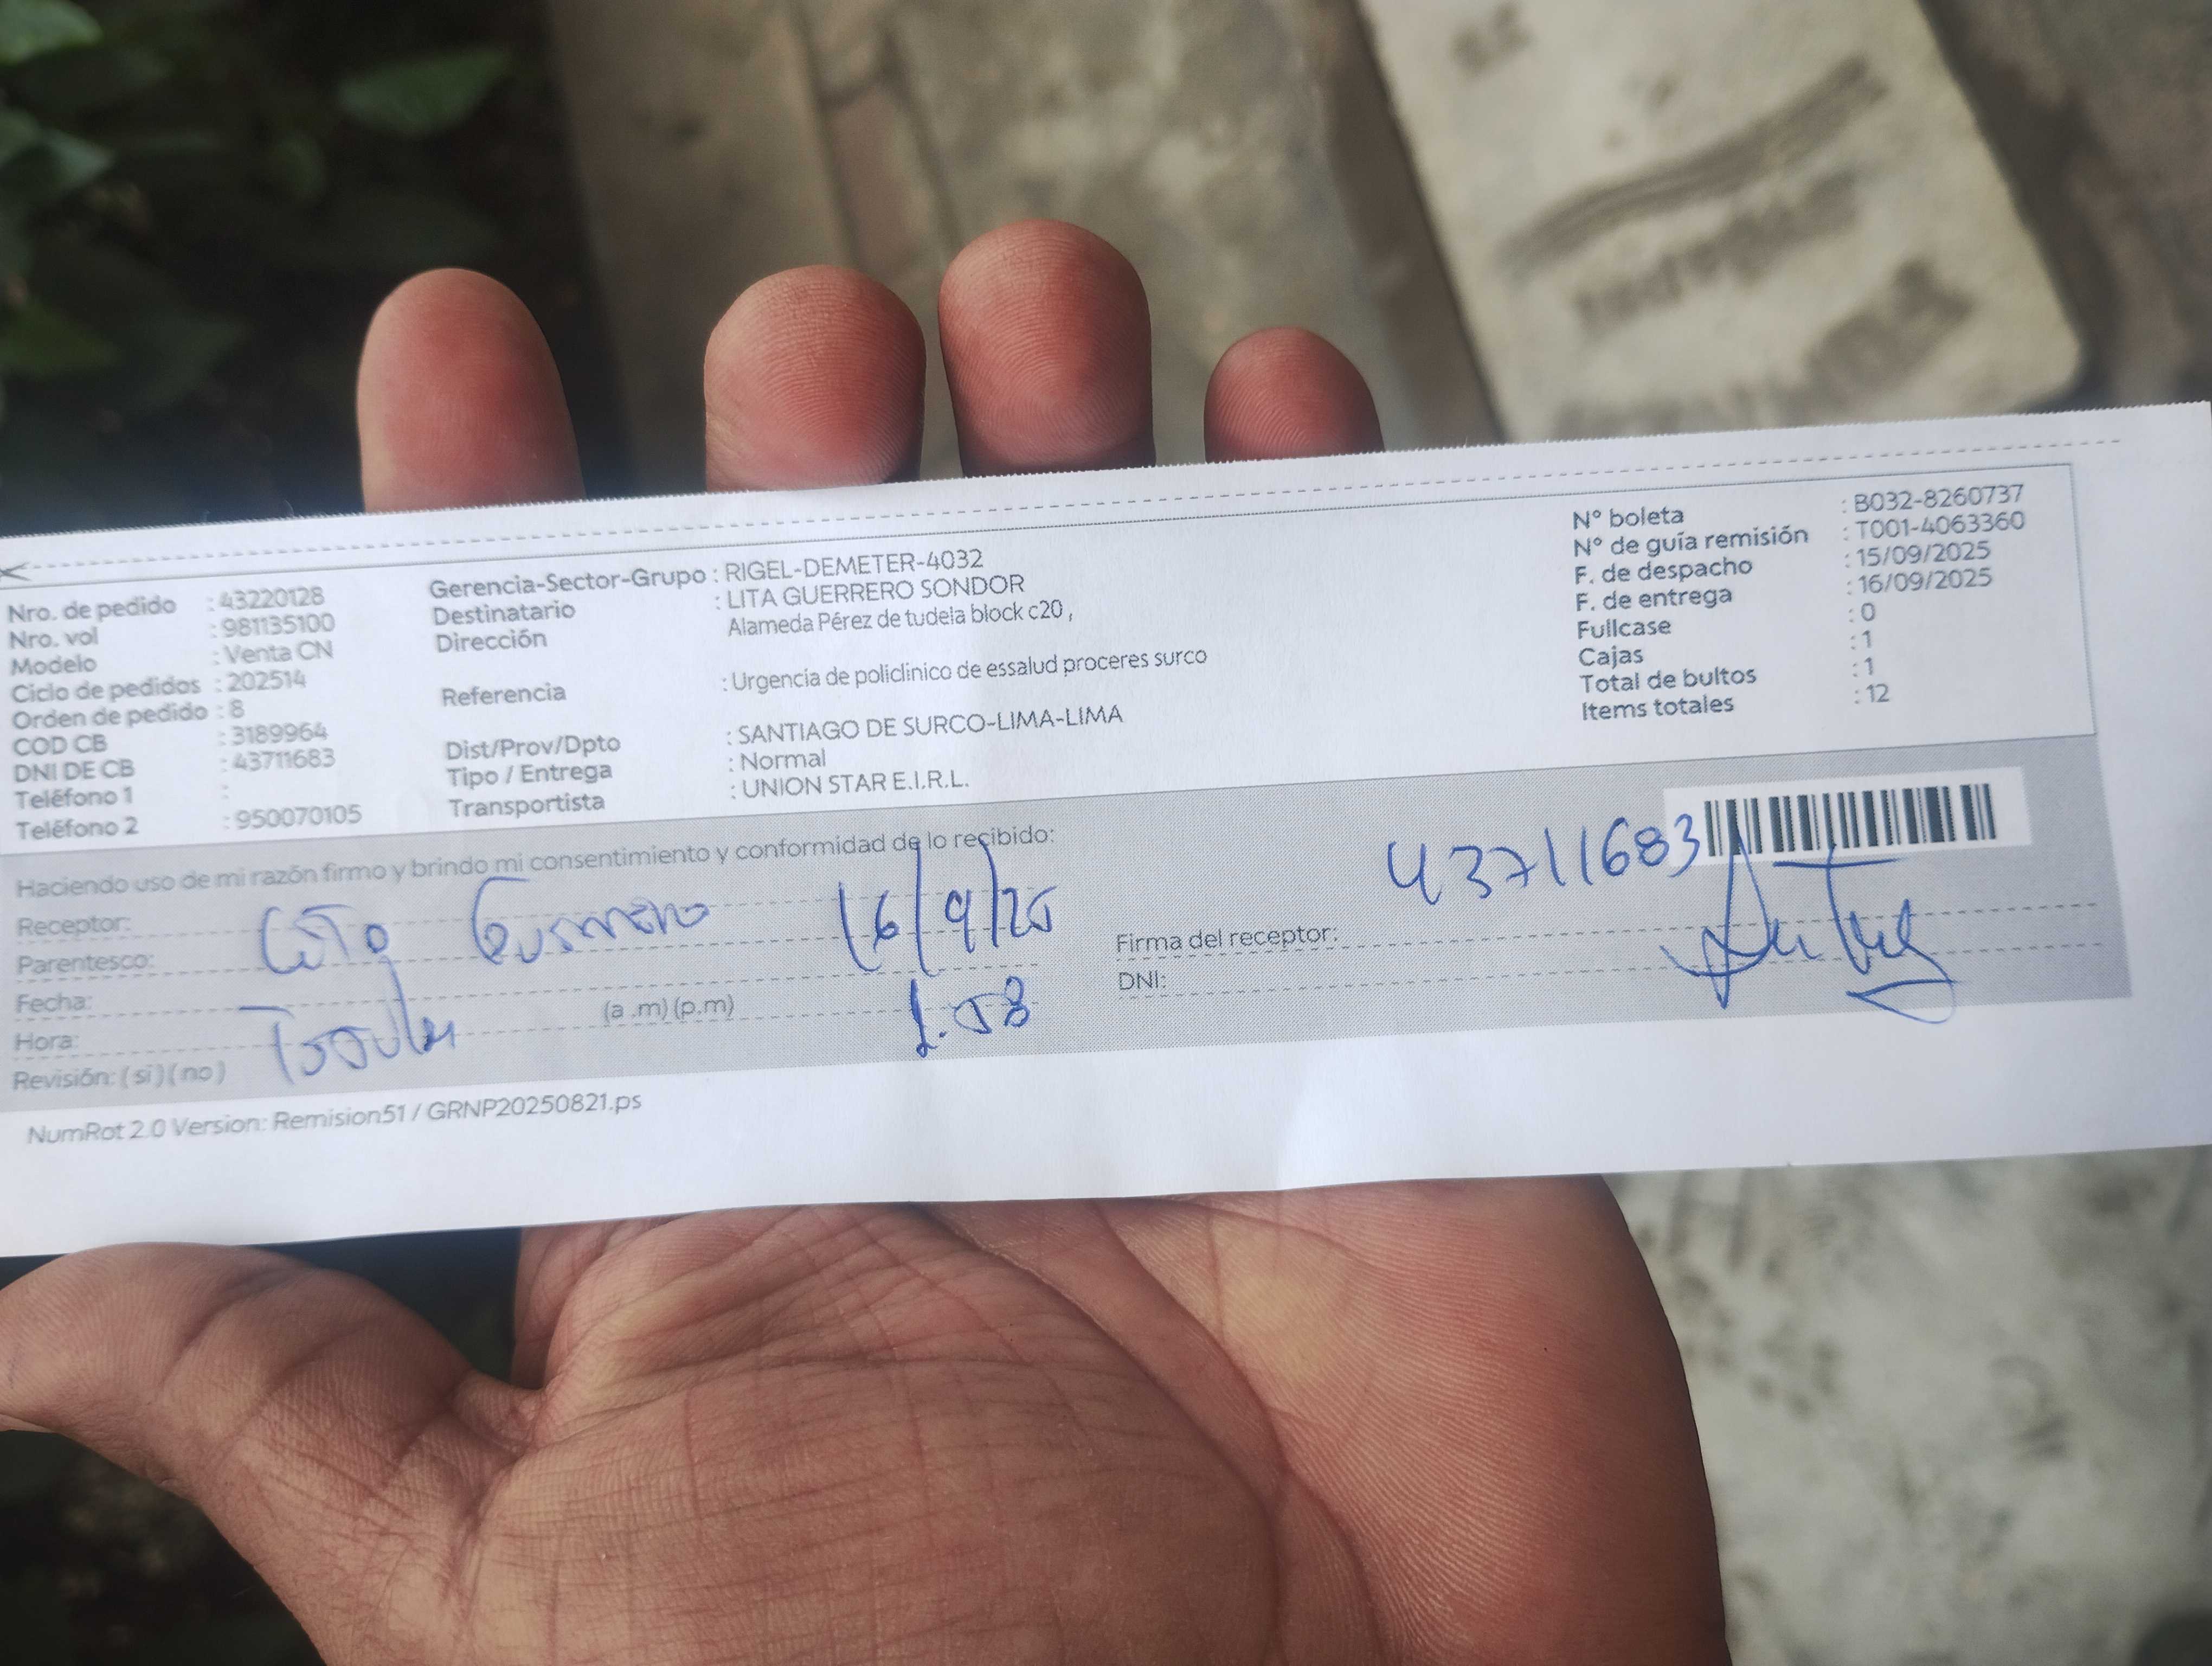 Nro. de pedido : 43220128
Nro. vol : 981135100
Modelo : Venta CN
Ciclo de pedidos : 202514
Orden de pedido : 8
COD CB : 3189964
DNI DE CB : 43711683
Teléfono 1 :
Teléfono 2 : 950070105
Gerencia-Sector-Grupo : RIGEL-DEMETER-4032
Destinatario : LITA GUERRERO SONDOR
Dirección Alameda Pérez de tudela block c20 ,
Referencia : Urgencia de policlinico de essalud proceres surco
Dist/Prov/Dpto : SANTIAGO DE SURCO-LIMA-LIMA
Tipo / Entrega : Normal
Transportista : UNION STAR E.I.R.L.
N° boleta : B032-8260737
N° de guía remisión : T001-4063360
F. de despacho : 15/09/2025
F. de entrega : 16/09/2025
Fullcase : 0
Cajas : 1
Total de bultos : 1
Items totales : 12
Haciendo uso de mi razón firmo y brindo mi consentimiento y conformidad de lo recibido:
Receptor:
Parentesco:
Fecha:
Hora: (a .m) (p.m)
Revisión: ( si ) ( no )
Guerrero 16/9/25
Titular
Firma del receptor:
DNI:
43711683
NumRot 2.0 Version: Remision51 / GRNP20250821.ps